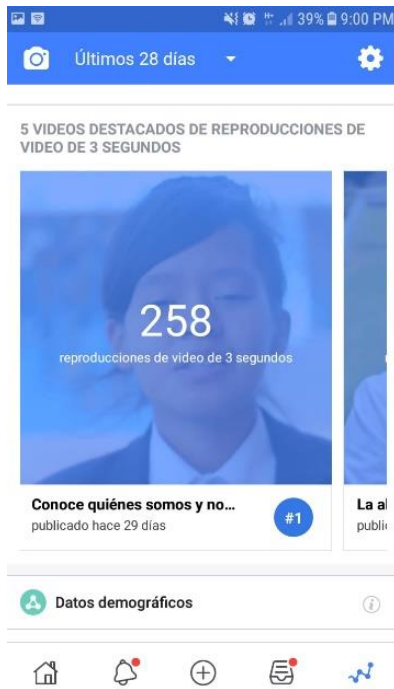 39% 9:00 PM
Últimos 28 días
5 VIDEOS DESTACADOS DE REPRODUCCIONES DE
VIDEO DE 3 SEGUNDOS
258
reproducciones de video de 3 segundos
Conoce quiénes somos y no...
publicado hace 29 días
#1
La al
public
Datos demográficos